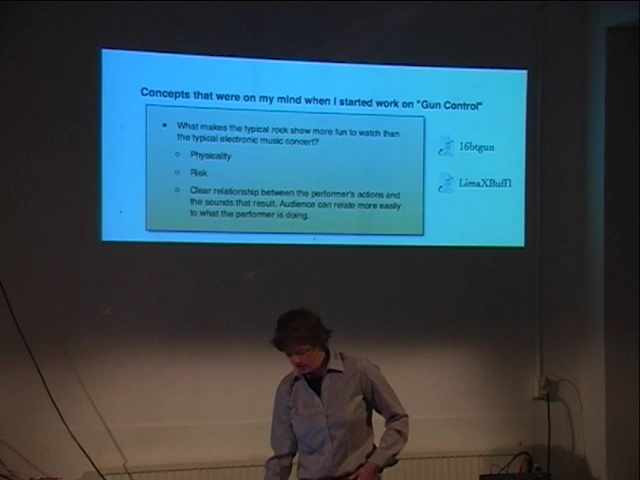 Concepts that were on my mind when I started work on "Gun Control"
• What makes the typical rock show more fun to watch than
the typical electronic music concert?
○ Physicality
○ Risk
○ Clear relationship between the performer's actions and
the sounds that result. Audience can relate more easily
to what the performer is doing.
16btgun
LimaXBuff1